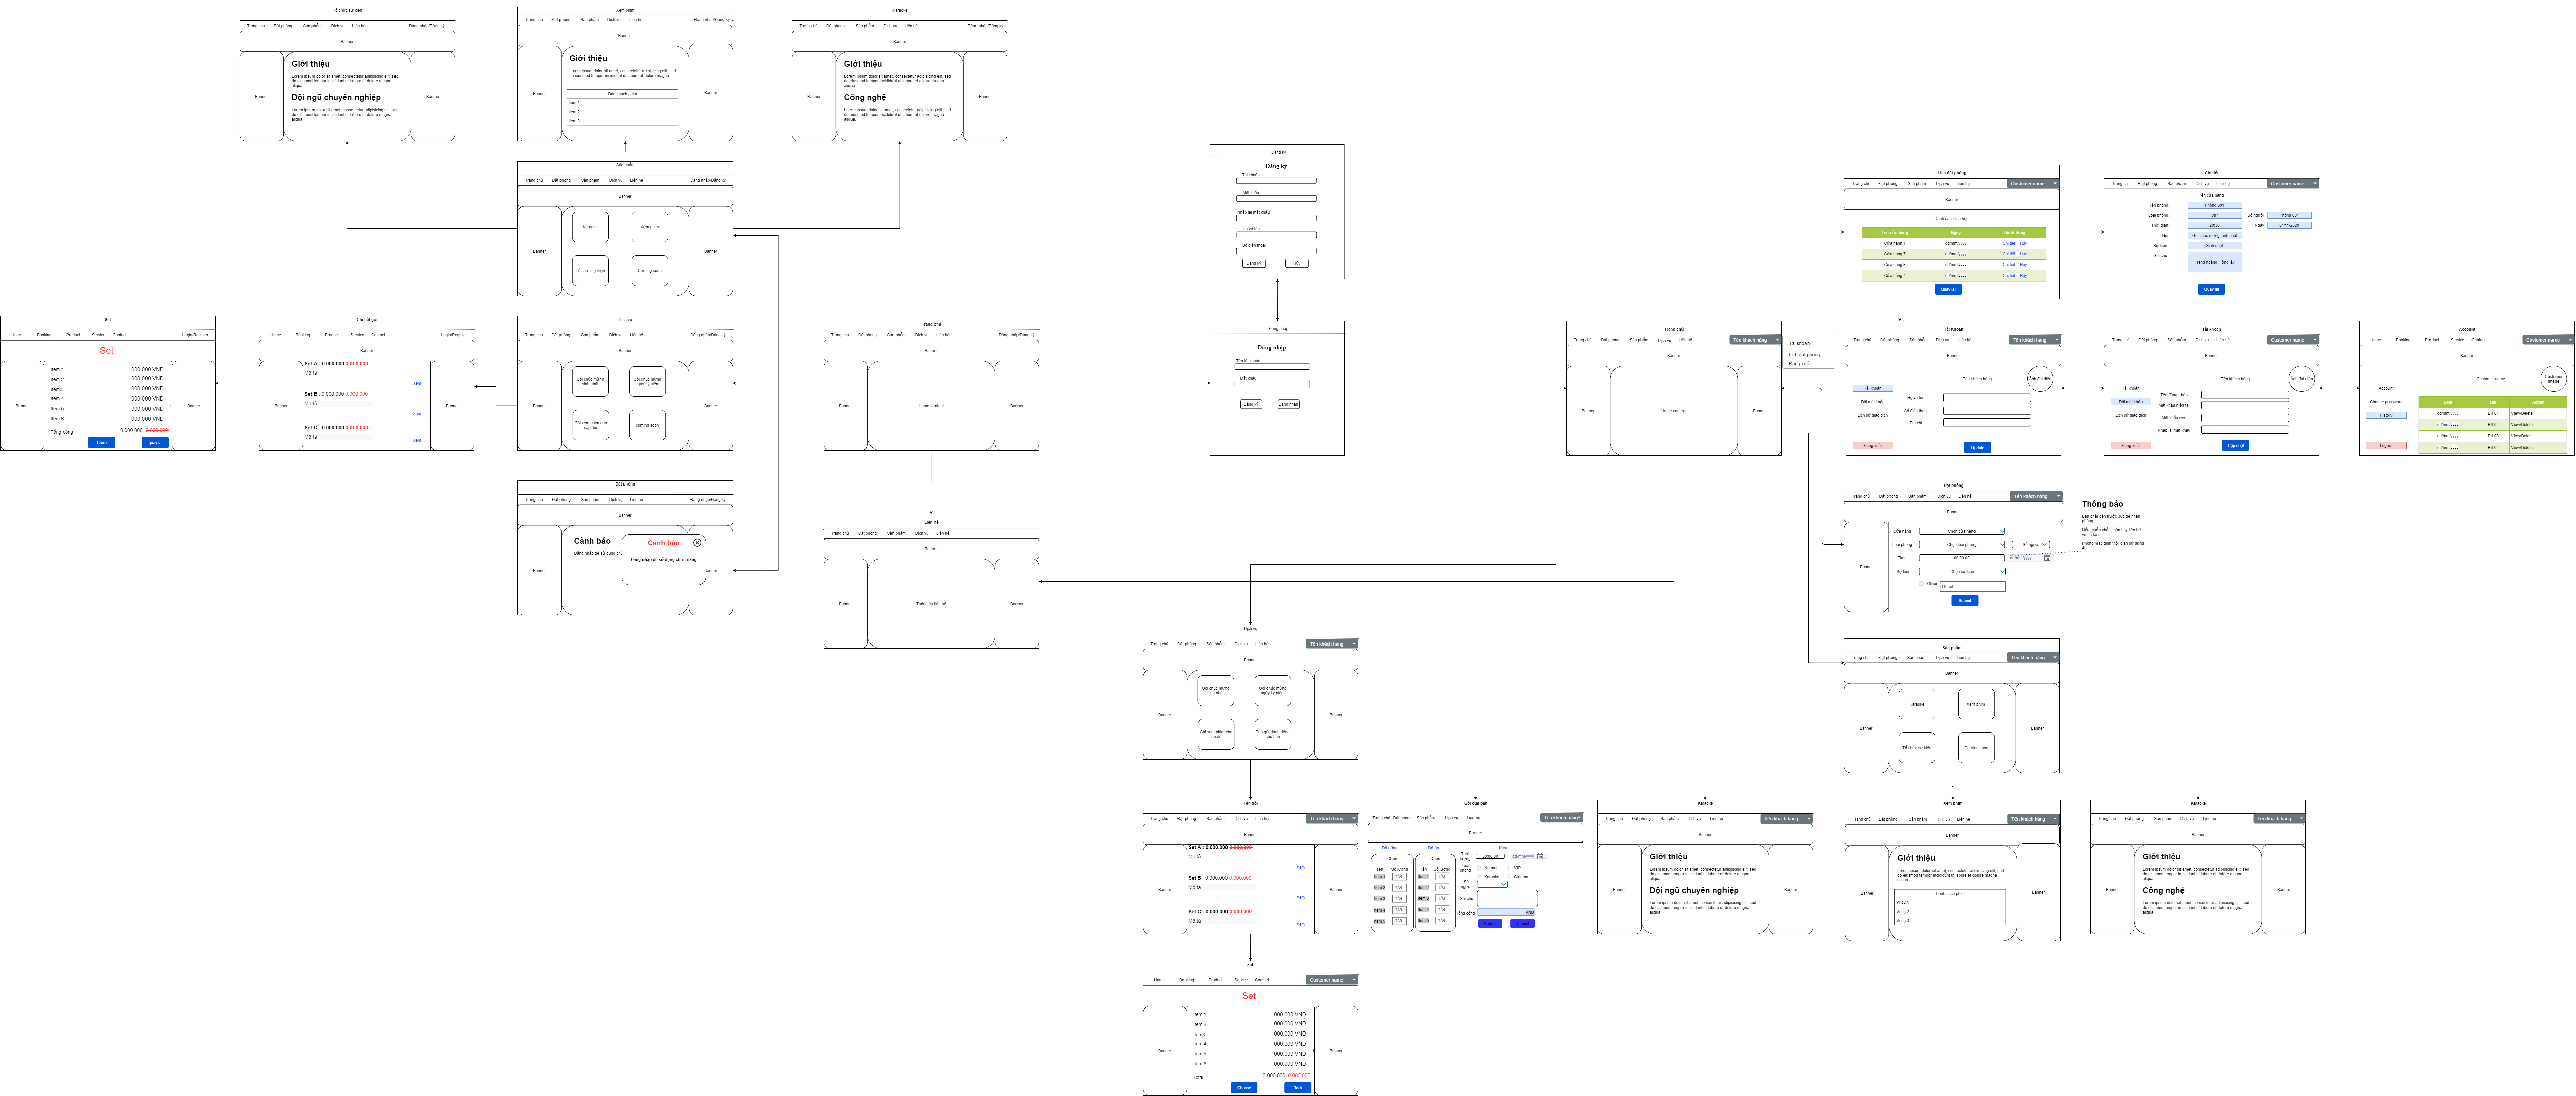 Tổ chức sự kiện
Trang chủ Đặt phòng Sản phẩm Dịch vụ Liên hệ Đăng nhập/Đăng ký
Banner
Banner
Giới thiệu
Lorem ipsum dolor sit amet, consectetur adipisicing elit, sed
do eiusmod tempor incididunt ut labore et dolore magna
aliqua.
Đội ngũ chuyên nghiệp
Lorem ipsum dolor sit amet, consectetur adipisicing elit, sed
do eiusmod tempor incididunt ut labore et dolore magna
aliqua.
Banner
Xem phim
Trang chủ Đặt phòng Sản phẩm Dịch vụ Liên hệ Đăng nhập/Đăng ký
Banner
Banner
Giới thiệu
Lorem ipsum dolor sit amet, consectetur adipisicing elit, sed
do eiusmod tempor incididunt ut labore et dolore magna
Danh sách phim
Item 1
Item 2
Item 3
Banner
Karaoke
Trang chủ Đặt phòng Sản phẩm Dịch vụ Liên hệ Đăng nhập/Đăng ký
Banner
Banner
Giới thiệu
Lorem ipsum dolor sit amet, consectetur adipisicing elit, sed
do eiusmod tempor incididunt ut labore et dolore magna
aliqua.
Công nghệ
Lorem ipsum dolor sit amet, consectetur adipisicing elit, sed
do eiusmod tempor incididunt ut labore et dolore magna
aliqua.
Banner
Sản phẩm
Trang chủ Đặt phòng Sản phẩm Dịch vụ Liên hệ Đăng nhập/Đăng ký
Banner
Banner
Karaoke
Xem phim
Tổ chức sự kiện
Coming soon
Banner
Đăng ký
Đăng ký
Tài khoản
Mật khẩu
Nhập lại mật khẩu
Họ và tên
Số điện thoại
Đăng ký Hủy
Lịch đặt phòng
Trang chỉ Đặt phòng Sản phẩm Dịch vụ Liên hệ Customer name
Banner
Danh sách lịch hẹn
Tên cửa hàng Ngày Hành động
Cửa hành 1 dd/mm/yyyy Chi tiết Hủy
Cửa hàng 7 dd/mm/yyyy Chi tiết Hủy
Cửa hàng 3 dd/mm/yyyy Chi tiết Hủy
Cửa hàng 4 dd/mm/yyyy Chi tiết Hủy
Quay lại
Chi tiết
Trang chỉ Đặt phòng Sản phẩm Dịch vụ Liên hệ Customer name
Tên cửa hàng
Tên phòng : Phòng 001
Loại phòng : VIP Số người: Phòng 001
Thời gian : 20:30 Ngày: 04/11/2020
Gói : Gói chúc mừng sinh nhật
Sự kiện : Sinh nhật
Ghi chú : Trang hoàng , lộng lẫy
Quay lại
Set
Home Booking Product Service Contact Login/Register
Set
Banner
Item 1 000.000 VND
Item 2 000.000 VND
Item3 000.000 VND
Item 4 000.000 VND
Item 5 000.000 VND
Item 6 000.000 VND
Tổng cộng 0.000.000 0.000.000
Chọn quay lại
Banner
Chi tiết gói
Home Booking Product Service Contact Login/Register
Banner
Banner
Set A : 0.000.000 0.000.000
Mô tả
Xem
Set B : 0.000.000 0.000.000
Mô tả
Xem
Set C : 0.000.000 0.000.000
Mô tả
Xem
Banner
Dịch vụ
Trang chủ Đặt phòng Sản phẩm Dịch vụ Liên hệ Đăng nhập/Đăng ký
Banner
Banner
Gói chúc mừng
sinh nhật
Gói chúc mừng
ngày kỷ niệm
Gói xem phim cho
cặp đôi
coming soon
Banner
Trang chủ
Trang chủ Đặt phòng Sản phẩm Dịch vụ Liên hệ Đăng nhập/Đăng ký
Banner
Banner
Home content
Banner
Đăng nhập
Đăng nhập
Tên tài khoản
Mật khẩu
Đăng ký Đăng nhập
Trang chủ
Trang chủ Đặt phòng Sản phẩm Dịch vụ Liên hệ Tên khách hàng
Banner
Banner
Home content
Banner
Tài khoản
Lịch đặt phòng
Đăng suất
Tài Khoản
Trang chủ Đặt phòng Sản phẩm Dịch vụ Liên hệ Tên khách hàng
Banner
Tên khách hàng Ảnh đại diện
Tài khoản
Đổi mật khẩu
Lịch sử giao dịch
Đăng suất
Họ và tên
Số điện thoại
Địa chỉ
Update
Tài khoản
Trang chỉ Đặt phòng Sản phẩm Dịch vụ Liên hệ Customer name
Banner
Tên khách hàng Ảnh đại diện
Tài khoản
Đổi mật khẩu
Lịch sử giao dịch
Đăng suất
Tên đăng nhập
Mật khẩu hiện tại
Mật khẩu mới
Nhập lại mật khẩu
Cập nhật
Account
Home Booking Product Service Contact Customer name
Banner
Customer name
Customer
image
Account
Change password
History
Logout
Date Bill Action
dd/mm/yyyy Bill 01 View/Delete
dd/mm/yyyy Bill 02 View/Delete
dd/mm/yyyy Bill 03 View/Delete
dd/mm/yyyy Bill 04 View/Delete
Đặt phòng
Trang chủ Đặt phòng Sản phẩm Dịch vụ Liên hệ Đăng nhập/Đăng ký
Banner
Banner
Cảnh báo
Đăng nhập để sử dụng ch
Cảnh báo
Đăng nhập để sử dụng chức năng
anner
Liên hệ
Trang chủ Đặt phòng Sản phẩm Dịch vụ Liên hệ
Banner
Banner
Thông tin liên hệ
Banner
Đặt phòng
Trang chủ Đặt phòng Sản phẩm Dịch vụ Liên hệ Tên khách hàng
Banner
Banner
Cửa hàng Chọn cửa hàng
Loại phòng Chọn loại phòng Số người
Time 00:00:00 dd/mm/yyyy
Sự kiện Chọn sự kiện
Other Detail
Submit
Thông báo
Bạn phải đến trước 30p để nhận
phòng.
Nếu muốn chắc chắn hãy liên hệ
với lễ tân.
Phòng mặc định thời gian sử dụng
Dịch vụ
Trang chủ Đặt phòng Sản phẩm Dịch vụ Liên hệ Tên khách hàng
Banner
Banner
Gói chúc mừng
sinh nhật
Gói chúc mừng
ngày kỷ niệm
Gói xem phim cho
cặp đôi
Tạo gói dành riêng
cho bạn
Banner
Sản phẩm
Trang chủ Đặt phòng Sản phẩm Dịch vụ Liên hệ Tên khách hàng
Banner
Banner
Karaoke
Xem phim
Tổ chức sự kiện
Coming soon
Banner
Tên gói
Trang chủ Đặt phòng Sản phẩm Dịch vụ Liên hệ Tên khách hàng
Banner
Banner
Set A : 0.000.000 0.000.000
Mô tả
Xem
Set B : 0.000.000 0.000.000
Mô tả
Xem
Set C : 0.000.000 0.000.000
Mô tả
Xem
Banner
Gói của bạn
Trang chủ Đặt phòng Sản phẩm Dịch vụ Liên hệ Tên khách hàng
Banner
Đồ uống Đồ ăn Khác
Chọn
Tên Số lượng
Item 1 n/a
Item 2 n/a
Item 3 n/a
Item 4 n/a
Item 5 n/a
Chọn
Tên Số lượng
Item 1 n/a
Item 2 n/a
Item 3 n/a
Item 4 n/a
Item 5 n/a
Thời
lượng
00:00:00 dd/mm/yyyy
Loại
phòng
Normal VIP
Karaoke Cinema
Số
người
Ghi chú
Tổng cộng VND
Submit Cancel
Karaoke
Trang chủ Đặt phòng Sản phẩm Dịch vụ Liên hệ Tên khách hàng
Banner
Banner
Giới thiệu
Lorem ipsum dolor sit amet, consectetur adipisicing elit, sed
do eiusmod tempor incididunt ut labore et dolore magna
aliqua.
Đội ngũ chuyên nghiệp
Lorem ipsum dolor sit amet, consectetur adipisicing elit, sed
do eiusmod tempor incididunt ut labore et dolore magna
aliqua.
Banner
Xem phim
Trang chủ Đặt phòng Sản phẩm Dịch vụ Liên hệ Tên khách hàng
Banner
Banner
Giới thiệu
Lorem ipsum dolor sit amet, consectetur adipisicing elit, sed
do eiusmod tempor incididunt ut labore et dolore magna
aliqua.
Danh sách phim
Ví dụ 1
Ví dụ 2
Ví dụ 3
Banner
Karaoke
Trang chủ Đặt phòng Sản phẩm Dịch vụ Liên hệ Tên khách hàng
Banner
Banner
Giới thiệu
Lorem ipsum dolor sit amet, consectetur adipisicing elit, sed
do eiusmod tempor incididunt ut labore et dolore magna
aliqua.
Công nghệ
Lorem ipsum dolor sit amet, consectetur adipisicing elit, sed
do eiusmod tempor incididunt ut labore et dolore magna
aliqua.
Banner
Set
Home Booking Product Service Contact Customer name
Set
Banner
Item 1 000.000 VND
Item 2 000.000 VND
Item3 000.000 VND
Item 4 000.000 VND
Item 5 000.000 VND
Item 6 000.000 VND
Total 0.000.000 0.000.000
Choose Back
Banner